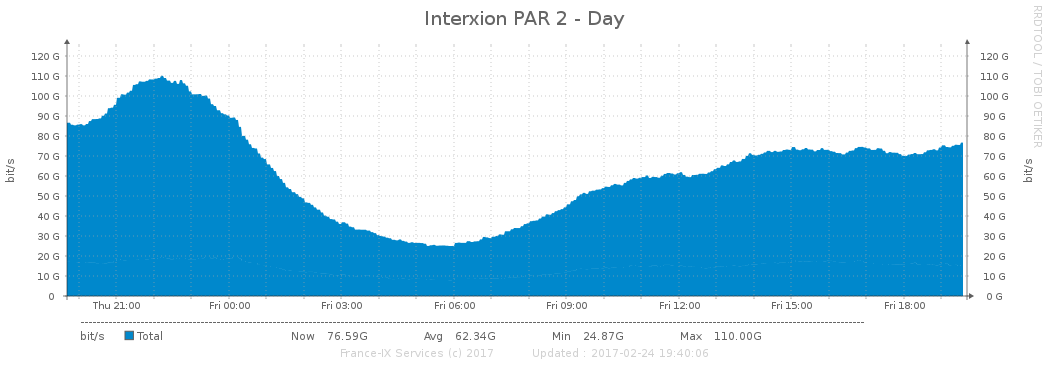 Interxion PAR 2 - Day
RRDTOOL / TOBI OETIKER
bit/s
120 G
110 G
100 G
90 G
80 G
70 G
60 G
50 G
40 G
30 G
20 G
10 G
0
120 G
110 G
100 G
90 G
80 G
70 G
60 G
50 G
40 G
30 G
20 G
10 G
0 G
bit/s
Thu 21:00 Fri 00:00 Fri 03:00 Fri 06:00 Fri 09:00 Fri 12:00 Fri 15:00 Fri 18:00
bit/s Total Now 76.59G Avg 62.34G Min 24.87G Max 110.00G
France-IX Services (c) 2017 Updated : 2017-02-24 19:40:06